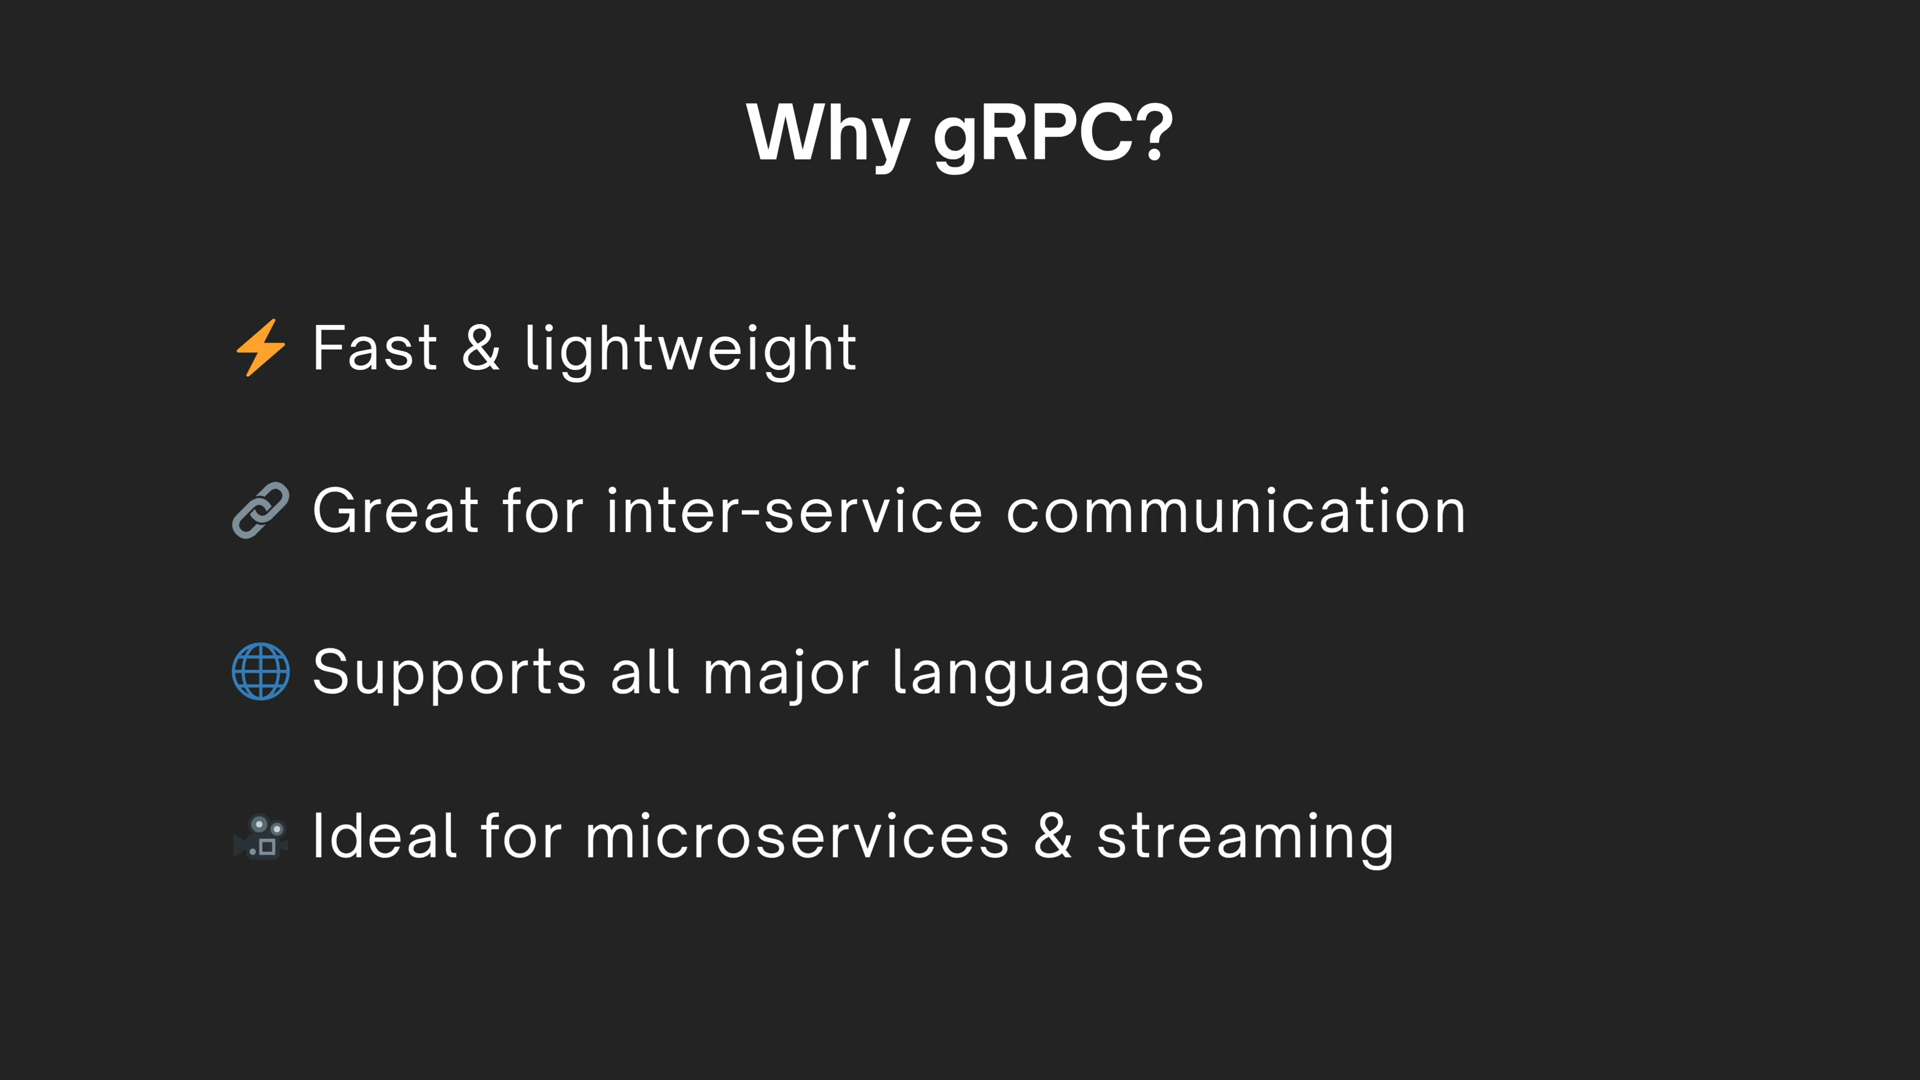 Why gRPC?
⚡ Fast & lightweight
🔗 Great for inter-service communication
🌐 Supports all major languages
🎥 Ideal for microservices & streaming